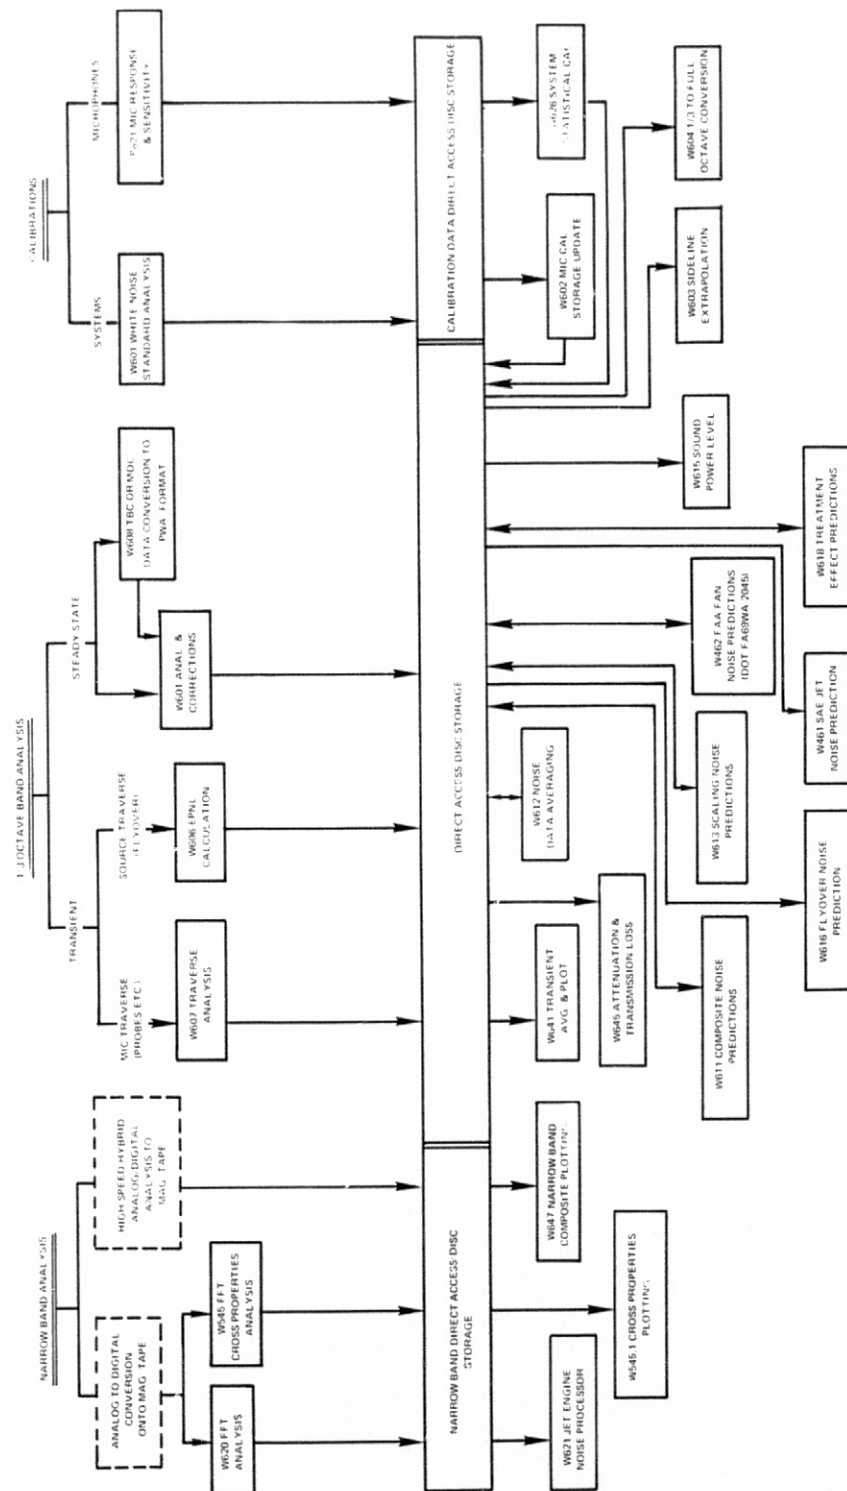 NARROW BAND ANALYSIS
ANALOG TO DIGITAL
CONVERSION
ONTO MAG TAPE
HIGH SPEED HYBRID
ANALOG/DIGITAL
ANALYSIS TO
MAG TAPE
W620 FFT
ANALYSIS
W545 FFT
CROSS PROPERTIES
ANALYSIS
OCTAVE BAND ANALYSIS
TRANSIENT
STEADY STATE
MIC TRAVERSE
(PROBES ETC)
SOURCE TRAVERSE
(FLYOVER)
W607 TRAVERSE
ANALYSIS
W606 EPNL
CALCULATION
W601 ANAL &
CORRECTIONS
W608 TBC OR MDC
DATA CONVERSION TO
PWA FORMAT
CALIBRATIONS
SYSTEMS
MICROPHONES
W601 WHITE NOISE
STANDARD ANALYSIS
MIC RESPONSE
& SENSITIVITY
NARROW BAND DIRECT ACCESS DISC
STORAGE
DIRECT ACCESS DISC STORAGE
CALIBRATION DATA DIRECT ACCESS DISC STORAGE
W621 JET ENGINE
NOISE PROCESSOR
W545.1 CROSS PROPERTIES
PLOTTING
W647 NARROW BAND
COMPOSITE PLOTTING
W641 TRANSIENT
AVG & PLOT
W645 ATTENUATION &
TRANSMISSION LOSS
W612 NOISE
DATA AVERAGING
W611 COMPOSITE NOISE
PREDICTIONS
W616 FLYOVER NOISE
PREDICTION
W613 SCALING NOISE
PREDICTIONS
W461 SAE JET
NOISE PREDICTION
W462 FAA FAN
NOISE PREDICTIONS
(DOT FA69WA 2045)
W618 TREATMENT
EFFECT PREDICTIONS
W615 SOUND
POWER LEVEL
W602 MIC CAL
STORAGE UPDATE
W603 SIDELINE
EXTRAPOLATION
SYSTEM
STATISTICAL CAL
W604 1/3 TO FULL
OCTAVE CONVERSION